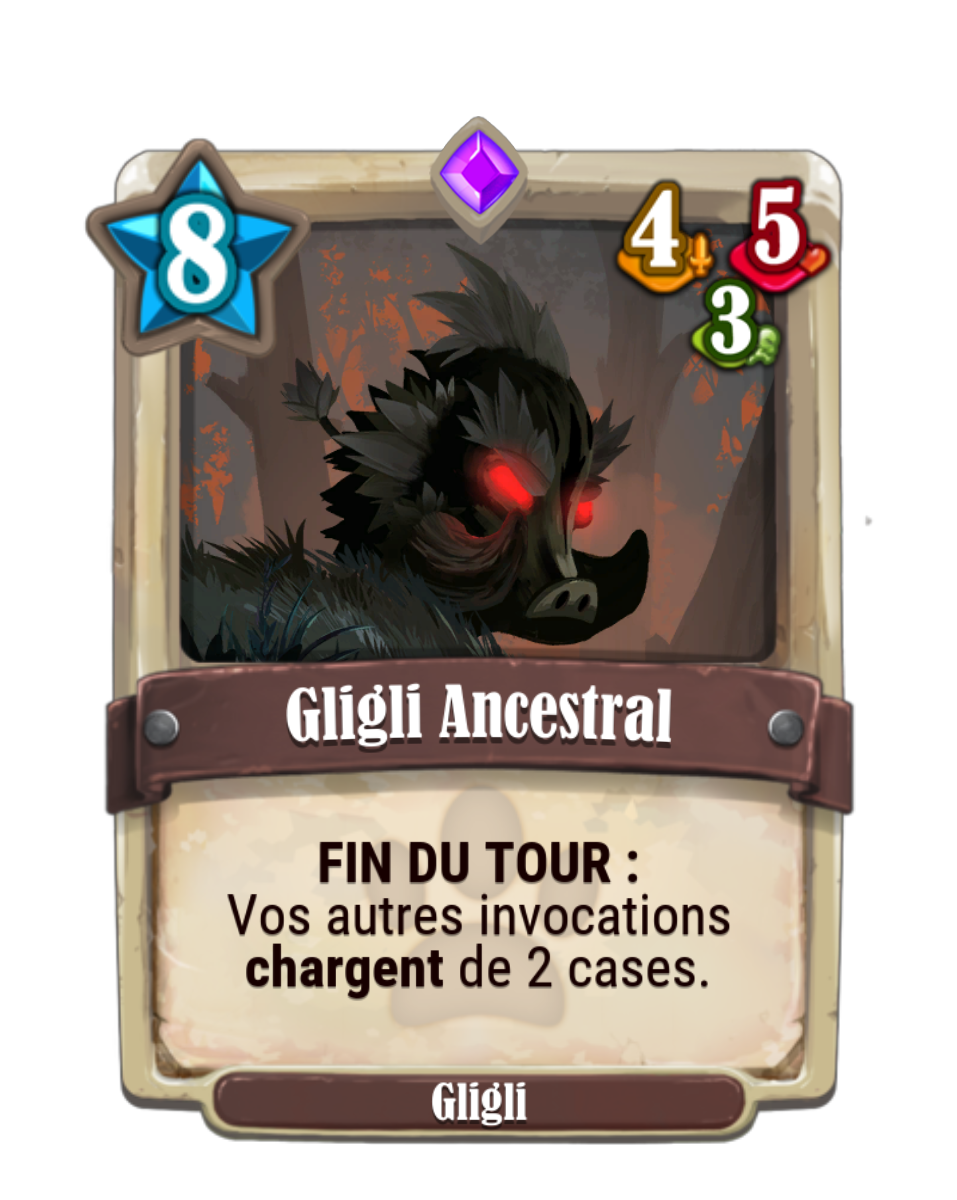 8
4
5
3
Gligli Ancestral
FIN DU TOUR :
Vos autres invocations
chargent de 2 cases.
Gligli